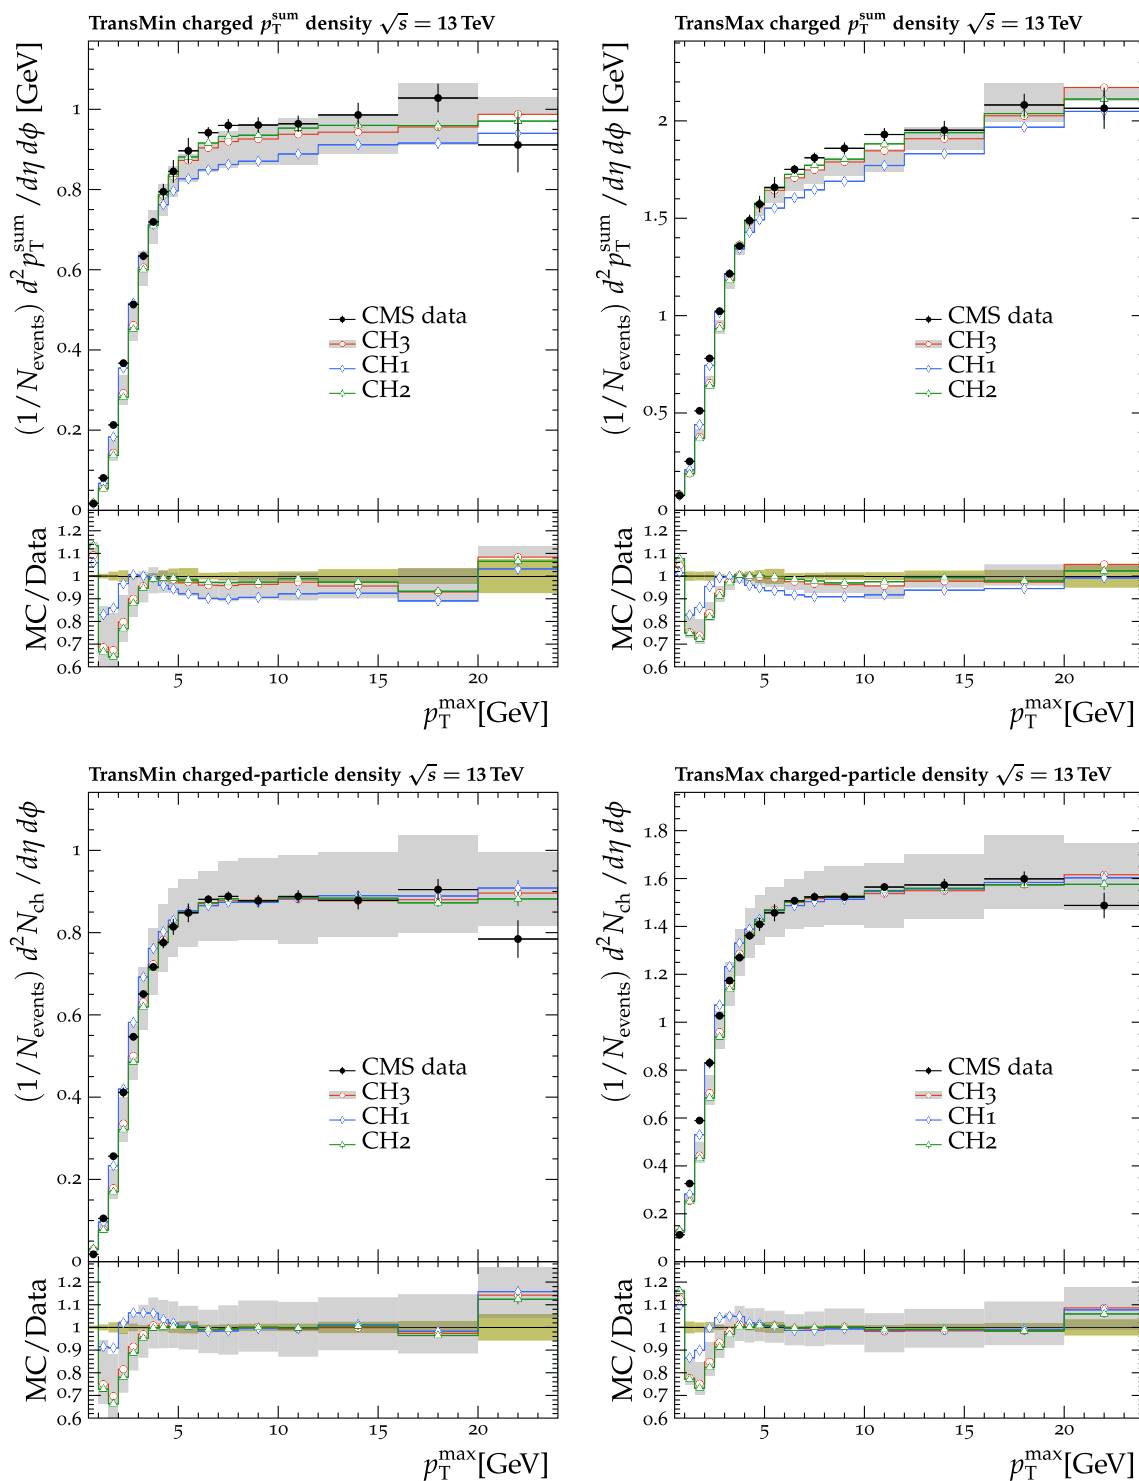 TransMin charged p_T^sum density √s = 13 TeV
(1/N_events) d²p_T^sum / dη dϕ [GeV]
1
0.8
0.6
0.4
0.2
0
CMS data
CH3
CH1
CH2
MC/Data
1.2
1.1
1
0.9
0.8
0.7
0.6
5 10 15 20
p_T^max [GeV]
TransMax charged p_T^sum density √s = 13 TeV
(1/N_events) d²p_T^sum / dη dϕ [GeV]
2
1.5
1
0.5
0
CMS data
CH3
CH1
CH2
MC/Data
1.2
1.1
1
0.9
0.8
0.7
0.6
5 10 15 20
p_T^max [GeV]
TransMin charged-particle density √s = 13 TeV
(1/N_events) d²N_ch / dη dϕ
1
0.8
0.6
0.4
0.2
0
CMS data
CH3
CH1
CH2
MC/Data
1.2
1.1
1
0.9
0.8
0.7
0.6
5 10 15 20
p_T^max [GeV]
TransMax charged-particle density √s = 13 TeV
(1/N_events) d²N_ch / dη dϕ
1.8
1.6
1.4
1.2
1
0.8
0.6
0.4
0.2
0
CMS data
CH3
CH1
CH2
MC/Data
1.2
1.1
1
0.9
0.8
0.7
0.6
5 10 15 20
p_T^max [GeV]